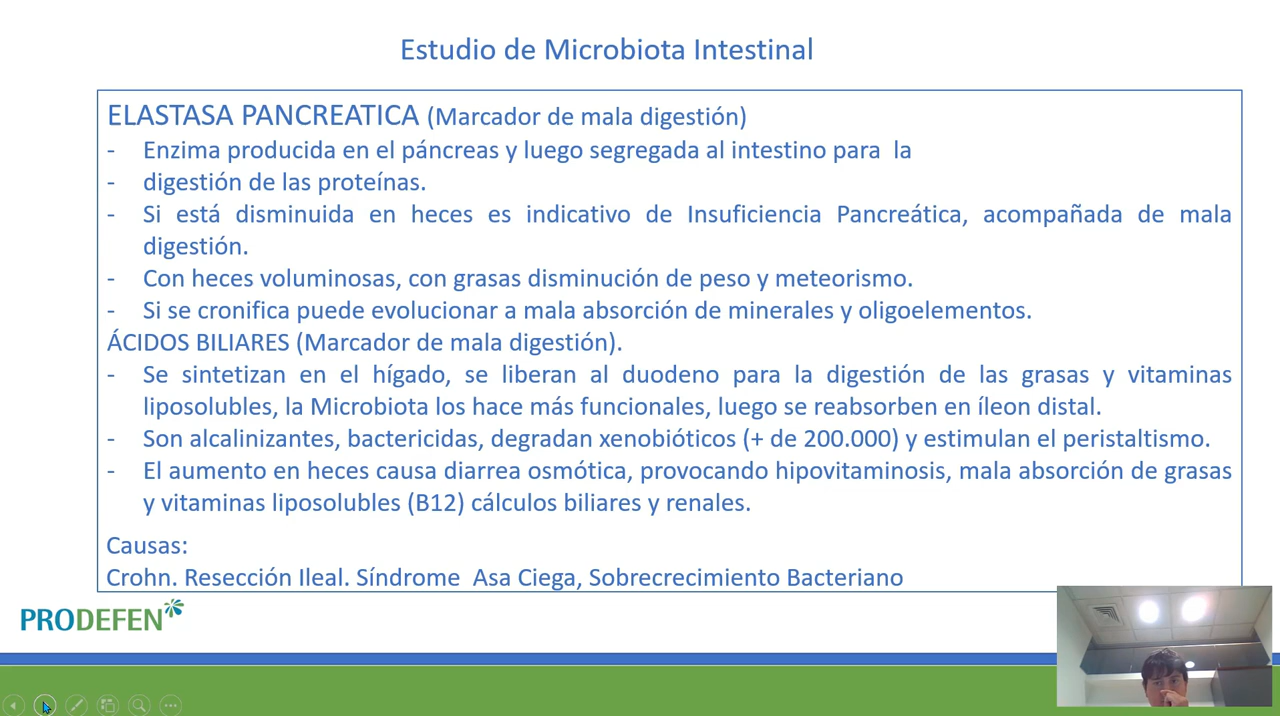 Estudio de Microbiota Intestinal
ELASTASA PANCREATICA (Marcador de mala digestión)
- Enzima producida en el páncreas y luego segregada al intestino para la
- digestión de las proteínas.
- Si está disminuida en heces es indicativo de Insuficiencia Pancreática, acompañada de mala
digestión.
- Con heces voluminosas, con grasas disminución de peso y meteorismo.
- Si se cronifica puede evolucionar a mala absorción de minerales y oligoelementos.
ÁCIDOS BILIARES (Marcador de mala digestión).
- Se sintetizan en el hígado, se liberan al duodeno para la digestión de las grasas y vitaminas
liposolubles, la Microbiota los hace más funcionales, luego se reabsorben en íleon distal.
- Son alcalinizantes, bactericidas, degradan xenobióticos (+ de 200.000) y estimulan el peristaltismo.
- El aumento en heces causa diarrea osmótica, provocando hipovitaminosis, mala absorción de grasas
y vitaminas liposolubles (B12) cálculos biliares y renales.
Causas:
Crohn. Resección Ileal. Síndrome Asa Ciega, Sobrecrecimiento Bacteriano
PRODEFEN